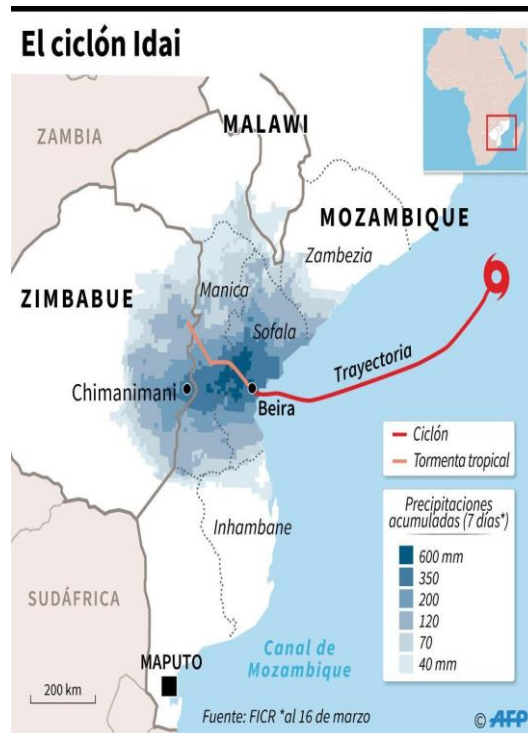 El ciclón Idai
ZAMBIA
MALAWI
MOZAMBIQUE
Zambezia
ZIMBABUE
Manica
Sofala
Trayectoria
Chimanimani
Beira
Ciclón
Tormenta tropical
Precipitaciones
acumuladas (7 días*)
600 mm
350
200
120
70
40 mm
Inhambane
SUDÁFRICA
Canal de
Mozambique
MAPUTO
200 km
Fuente: FICR *al 16 de marzo
© AFP